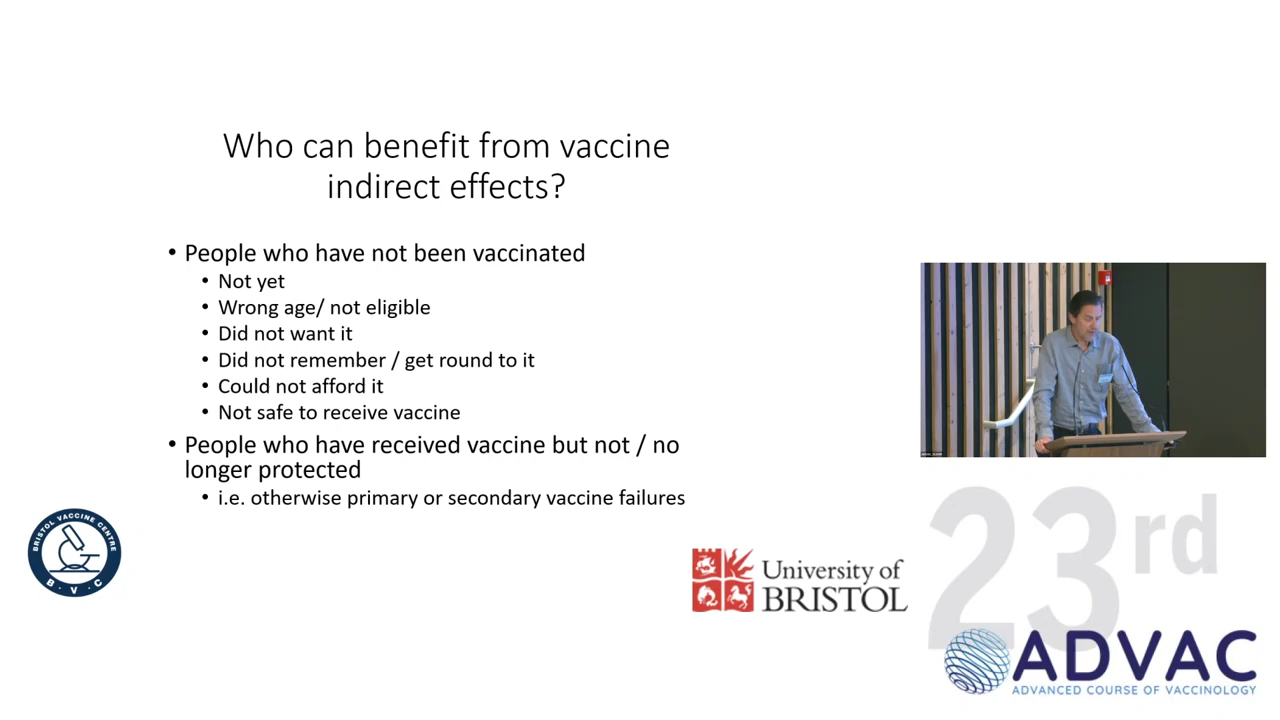 Who can benefit from vaccine
indirect effects?
• People who have not been vaccinated
• Not yet
• Wrong age/ not eligible
• Did not want it
• Did not remember / get round to it
• Could not afford it
• Not safe to receive vaccine
• People who have received vaccine but not / no
longer protected
• i.e. otherwise primary or secondary vaccine failures
BRISTOL VACCINE CENTRE
B · V · C
University of
BRISTOL
23rd
ADVAC
ADVANCED COURSE OF VACCINOLOGY